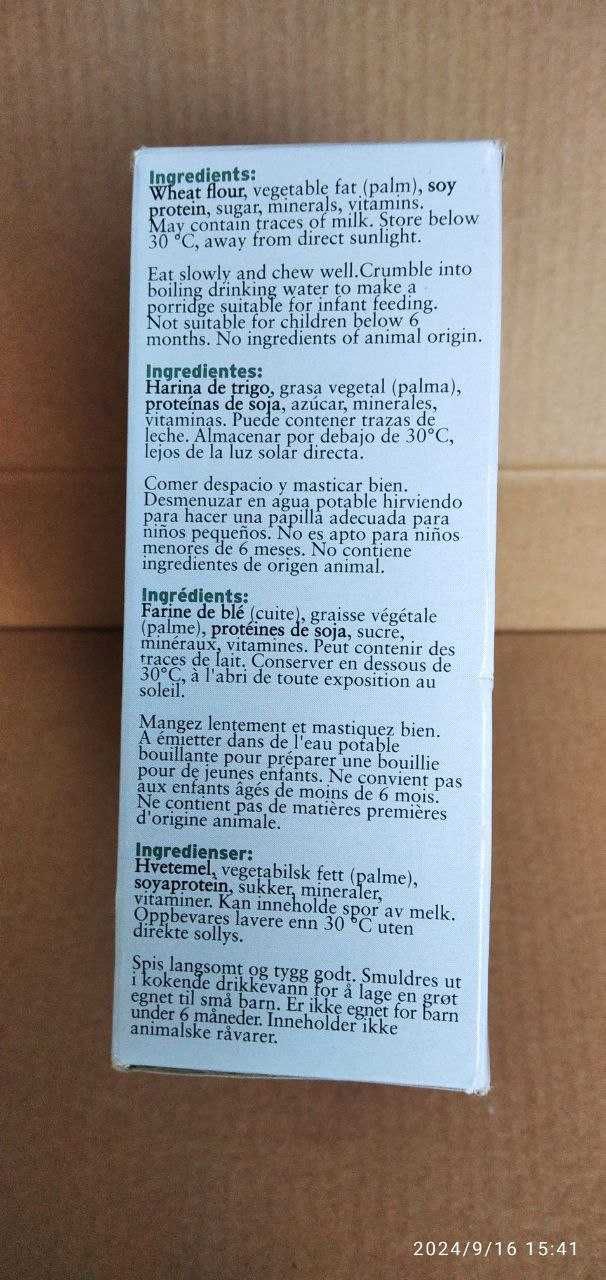 Ingredients:
Wheat flour, vegetable fat (palm), soy
protein, sugar, minerals, vitamins.
May contain traces of milk. Store below
30 °C, away from direct sunlight.
Eat slowly and chew well.Crumble into
boiling drinking water to make a
porridge suitable for infant feeding.
Not suitable for children below 6
months. No ingredients of animal origin.
Ingredientes:
Harina de trigo, grasa vegetal (palma),
proteínas de soja, azúcar, minerales,
vitaminas. Puede contener trazas de
leche. Almacenar por debajo de 30°C,
lejos de la luz solar directa.
Comer despacio y masticar bien.
Desmenuzar en agua potable hirviendo
para hacer una papilla adecuada para
niños pequeños. No es apto para niños
menores de 6 meses. No contiene
ingredientes de origen animal.
Ingrédients:
Farine de blé (cuite), graisse végétale
(palme), protéines de soja, sucre,
minéraux, vitamines. Peut contenir des
traces de lait. Conserver en dessous de
30°C, à l'abri de toute exposition au
soleil.
Mangez lentement et mastiquez bien.
A émietter dans de l'eau potable
bouillante pour préparer une bouillie
pour de jeunes enfants. Ne convient pas
aux enfants âgés de moins de 6 mois.
Ne contient pas de matières premières
d'origine animale.
Ingredienser:
Hvetemel, vegetabilsk fett (palme),
soyaprotein, sukker, mineraler,
vitaminer. Kan inneholde spor av melk.
Oppbevares lavere enn 30 °C uten
direkte sollys.
Spis langsomt og tygg godt. Smuldres ut
i kokende drikkevann for å lage en grøt
egnet til små barn. Er ikke egnet for barn
under 6 måneder. Inneholder ikke
animalske råvarer.
2024/9/16 15:41